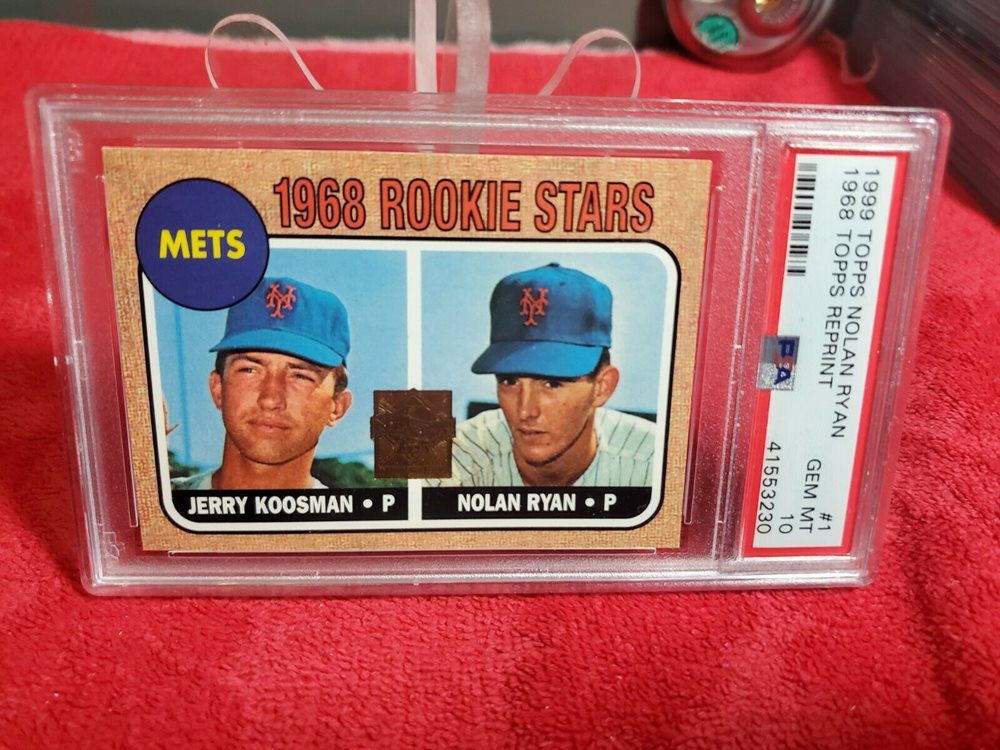 1968 ROOKIE STARS
METS
JERRY KOOSMAN • P
NOLAN RYAN • P
1999 TOPPS NOLAN RYAN #1
1968 TOPPS REPRINT GEM MT
10
PSA 41553230